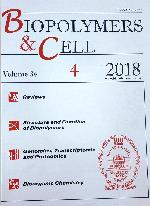 BIOPOLYMERS
& CELL
Volume 34
4
2018
Reviews
Structure and Function
of Biopolymers
Genomics, Transcriptomics
and Proteomics
Bioorganic Chemistry